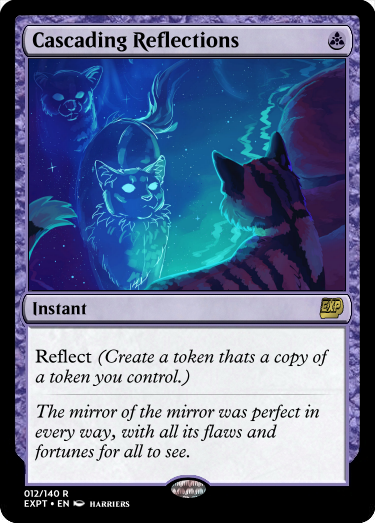 Cascading Reflections
Instant
EXP
Reflect (Create a token thats a copy of
a token you control.)
The mirror of the mirror was perfect in
every way, with all its flaws and
fortunes for all to see.
012/140 R
EXPT • EN HARRIERS